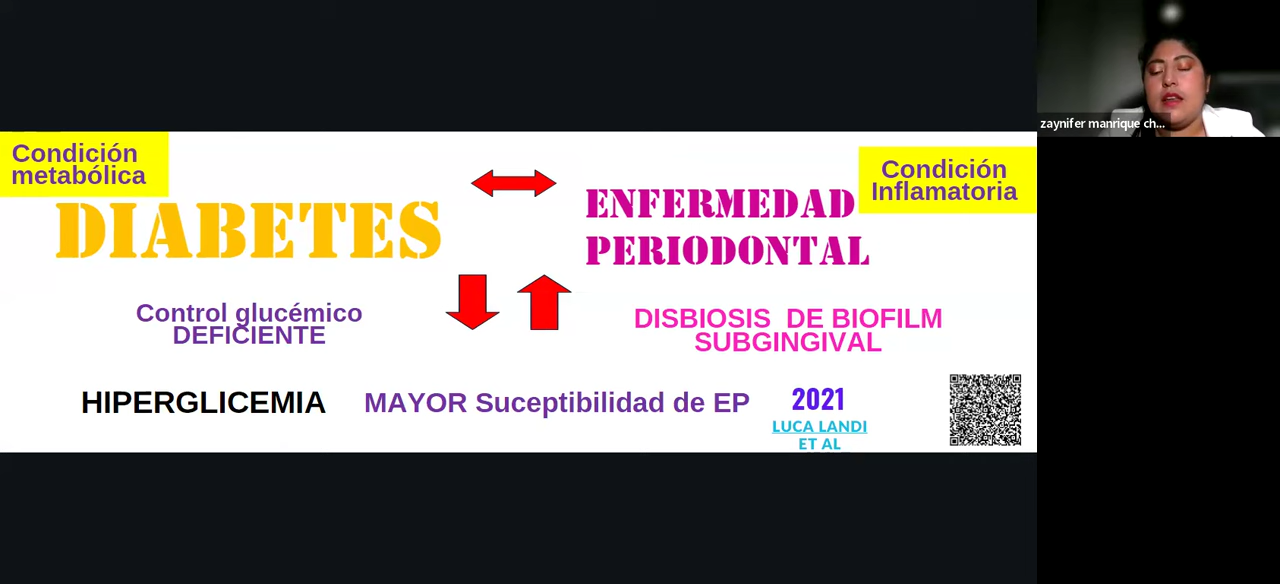 zaynifer manrique ch...
Condición
metabólica
Condición
Inflamatoria
DIABETES
ENFERMEDAD
PERIODONTAL
Control glucémico
DEFICIENTE
DISBIOSIS DE BIOFILM
SUBGINGIVAL
HIPERGLICEMIA
MAYOR Suceptibilidad de EP
2021
LUCA LANDI
ET AL